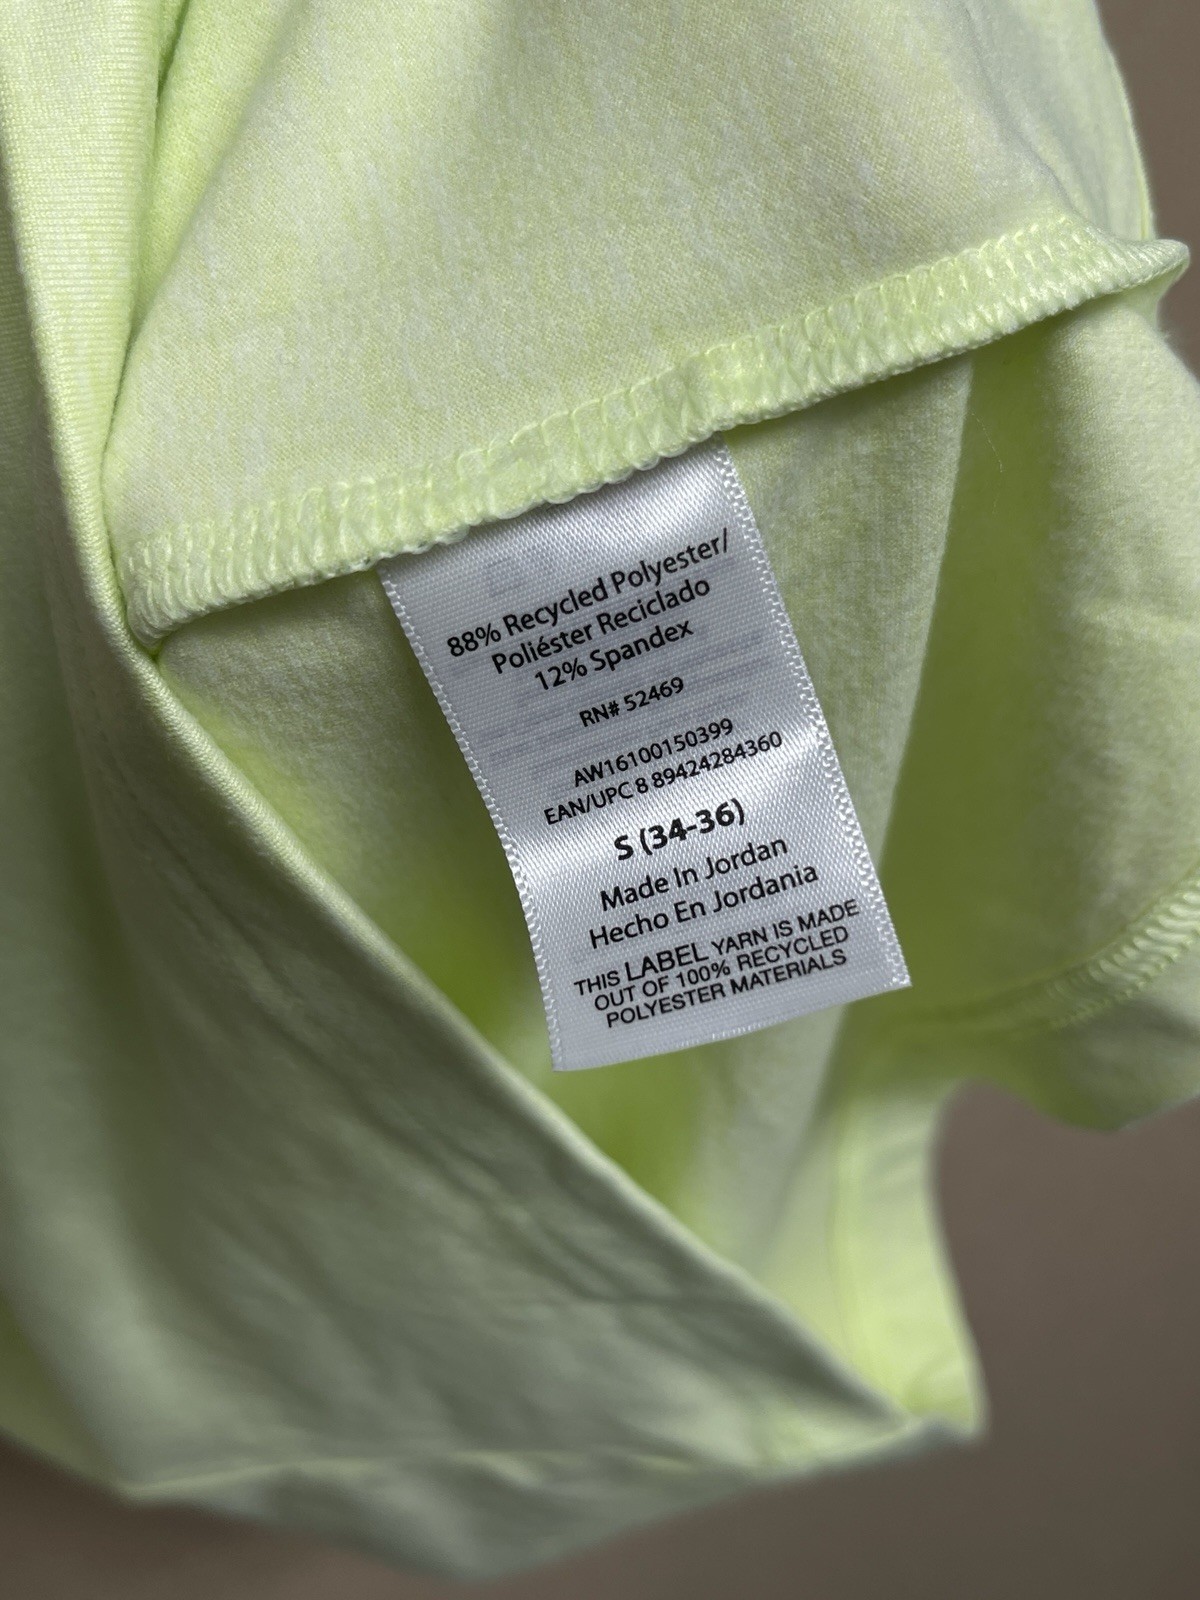 88% Recycled Polyester/
Poliéster Reciclado
12% Spandex
RN# 52469
AW16100150399
EAN/UPC 8 89424284360
S (34-36)
Made In Jordan
Hecho En Jordania
THIS LABEL YARN IS MADE
OUT OF 100% RECYCLED
POLYESTER MATERIALS